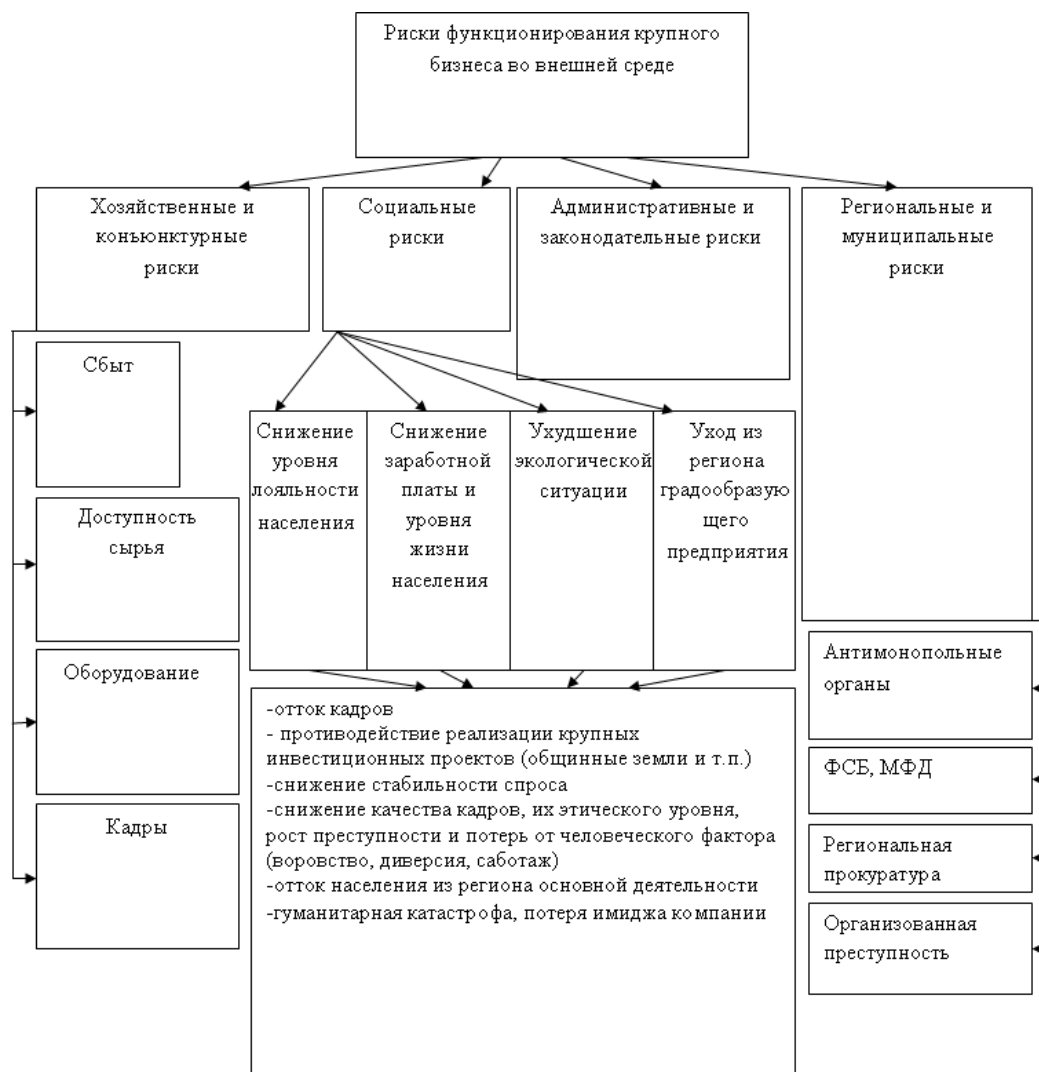 Риски функционирования крупного
бизнеса во внешней среде
Хозяйственные и
конъюнктурные
риски
Социальные
риски
Административные и
законодательные риски
Региональные и
муниципальные
риски
Сбыт
Доступность
сырья
Оборудование
Кадры
Снижение
уровня
лояльности
населения
Снижение
заработной
платы и
уровня
жизни
населения
Ухудшение
экологической
ситуации
Уход из
региона
градообразую
щего
предприятия
-отток кадров
- противодействие реализации крупных
инвестиционных проектов (общинные земли и т.п.)
-снижение стабильности спроса
-снижение качества кадров, их этического уровня,
рост преступности и потерь от человеческого фактора
(воровство, диверсия, саботаж)
-отток населения из региона основной деятельности
-гуманитарная катастрофа, потеря имиджа компании
Антимонопольные
органы
ФСБ, МФД
Региональная
прокуратура
Организованная
преступность